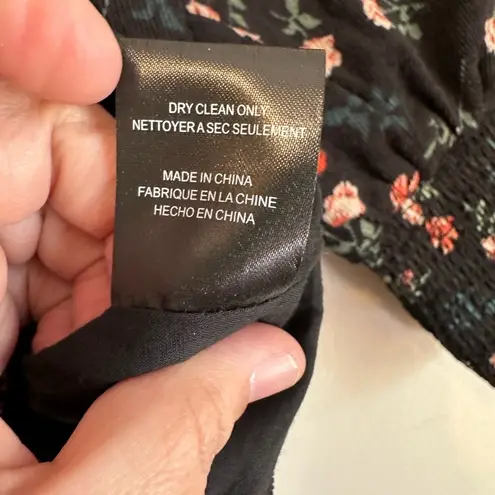 DRY CLEAN ONLY
NETTOYER A SEC SEULEMENT
MADE IN CHINA
FABRIQUE EN LA CHINE
HECHO EN CHINA